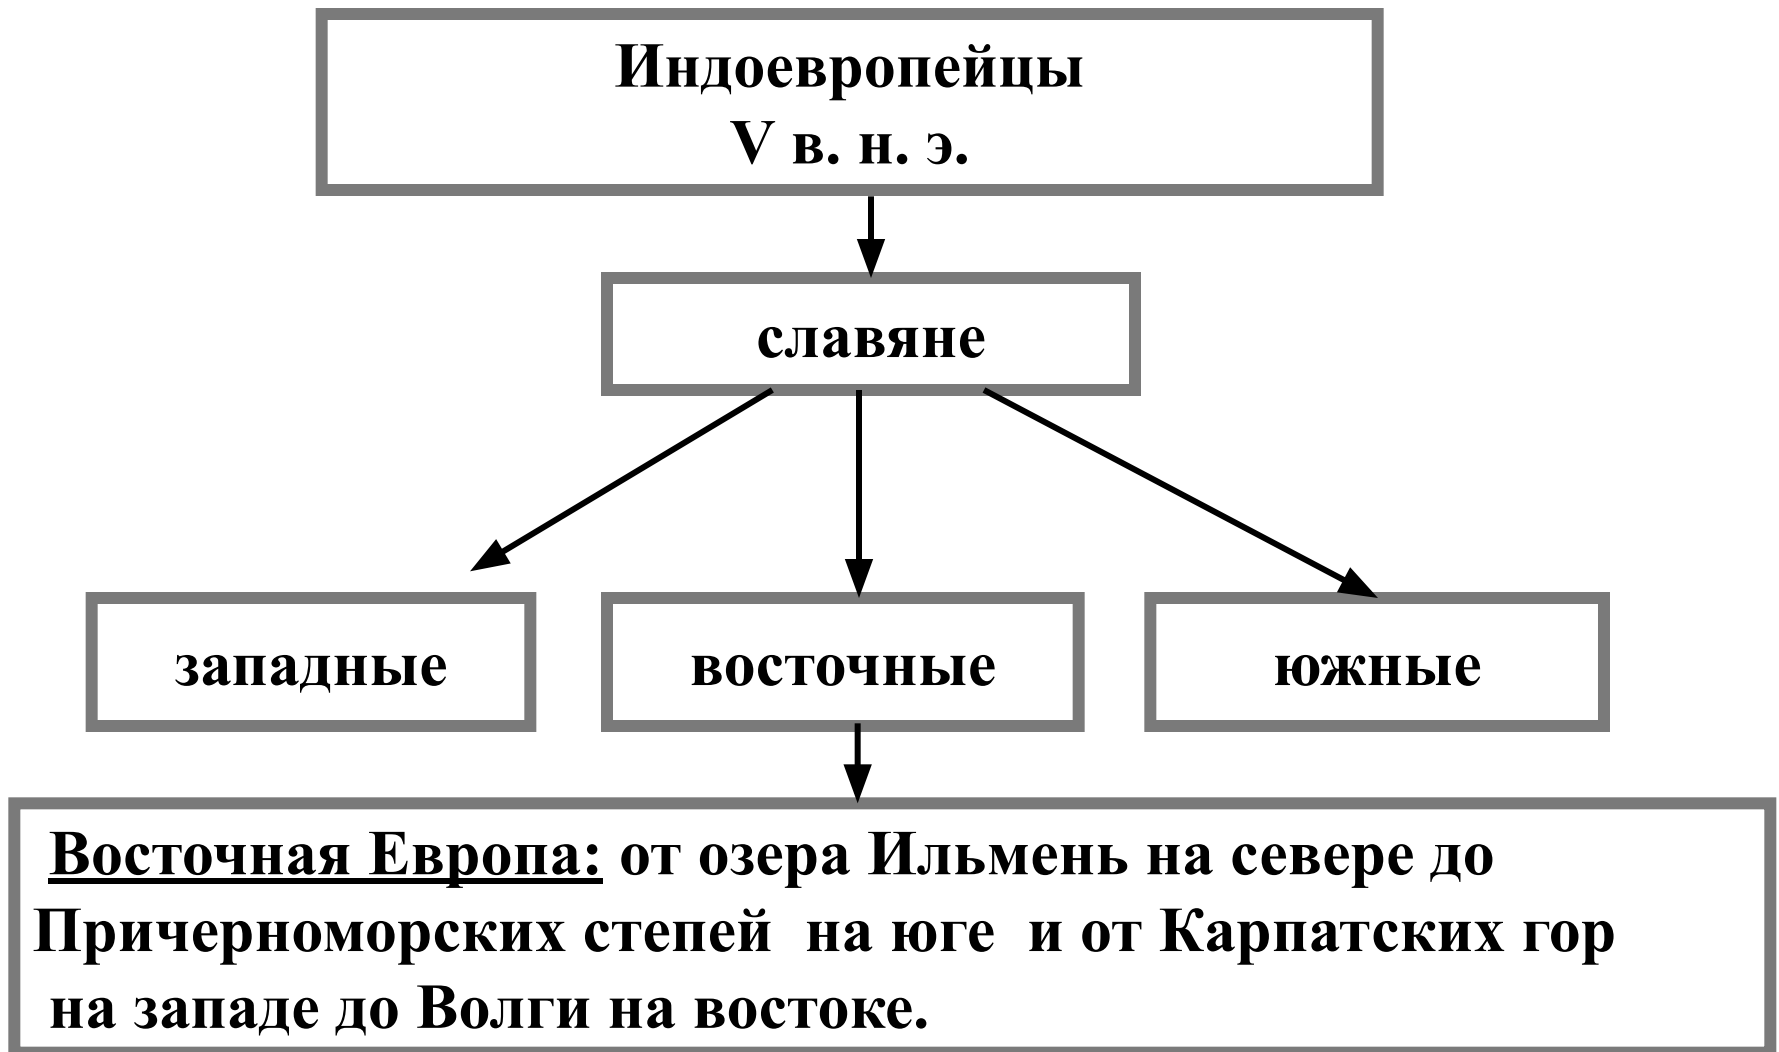 Индоевропейцы
V в. н. э.
славяне
западные
восточные
южные
Восточная Европа: от озера Ильмень на севере до
Причерноморских степей на юге и от Карпатских гор
на западе до Волги на востоке.